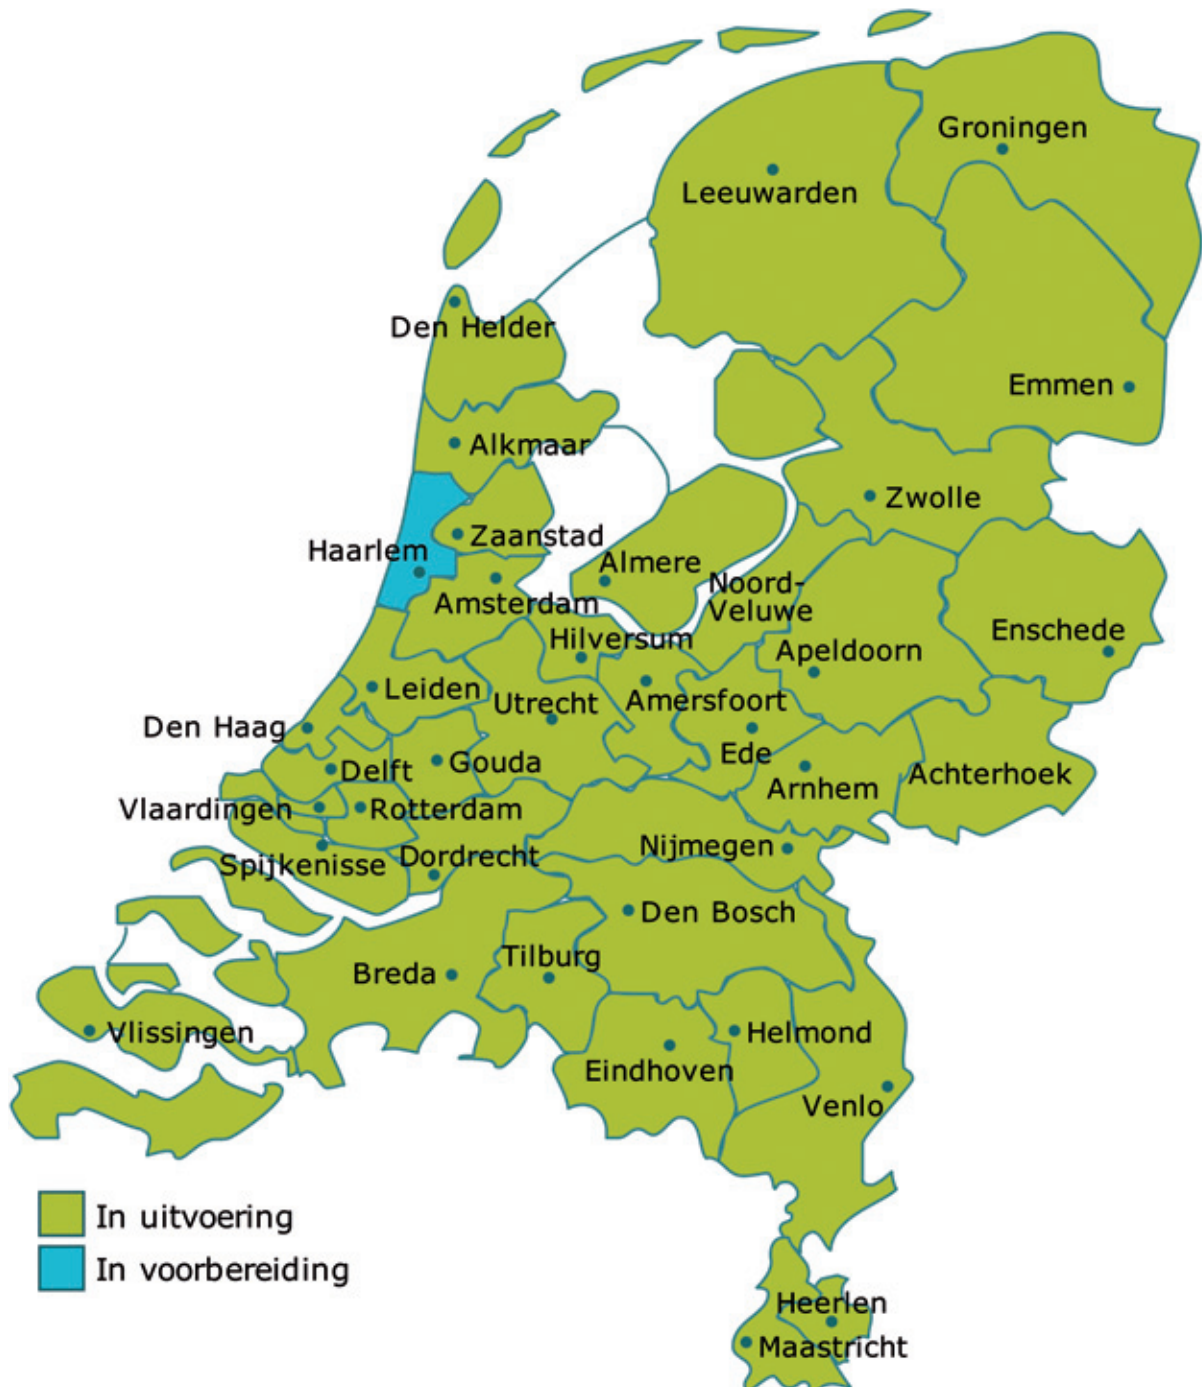 Groningen
Leeuwarden
Den Helder
Emmen
Alkmaar
Zwolle
Zaanstad
Haarlem
Almere
Noord-
Veluwe
Amsterdam
Hilversum
Enschede
Apeldoorn
Leiden
Utrecht
Amersfoort
Den Haag
Ede
Gouda
Delft
Achterhoek
Arnhem
Vlaardingen
Rotterdam
Nijmegen
Spijkenisse
Dordrecht
Den Bosch
Tilburg
Breda
Vlissingen
Helmond
Eindhoven
Venlo
In uitvoering
In voorbereiding
Heerlen
Maastricht